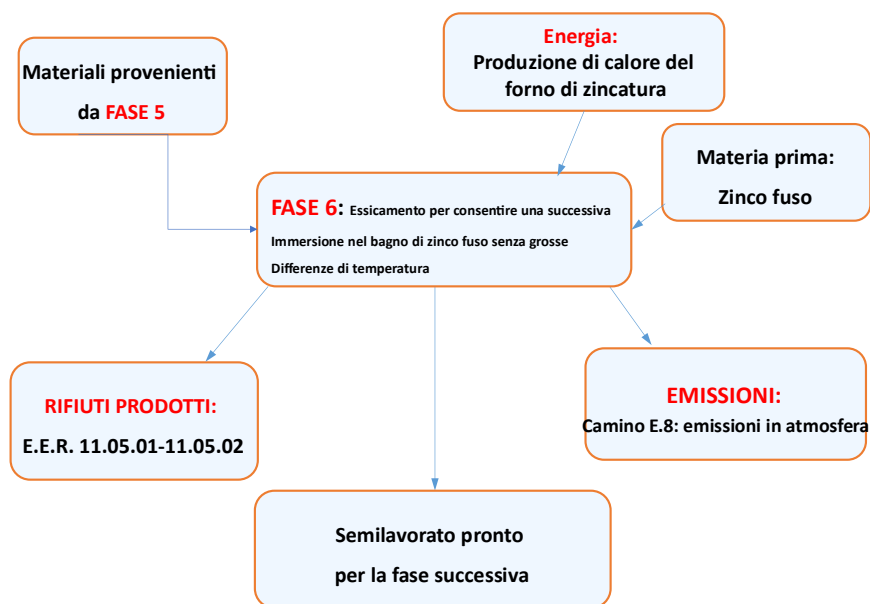 Materiali provenienti
da FASE 5
Energia:
Produzione di calore del
forno di zincatura
Materia prima:
Zinco fuso
FASE 6: Essicamento per consentire una successiva
Immersione nel bagno di zinco fuso senza grosse
Differenze di temperatura
RIFIUTI PRODOTTI:
E.E.R. 11.05.01-11.05.02
EMISSIONI:
Camino E.8: emissioni in atmosfera
Semilavorato pronto
per la fase successiva